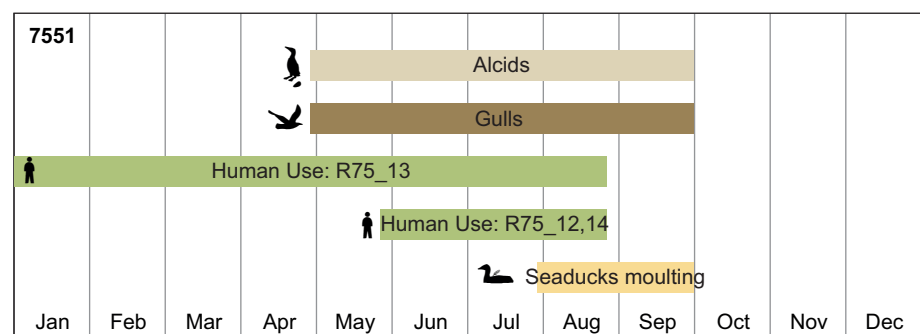 7551
Alcids
Gulls
Human Use: R75_13
Human Use: R75_12,14
Seaducks moulting
Jan Feb Mar Apr May Jun Jul Aug Sep Oct Nov Dec